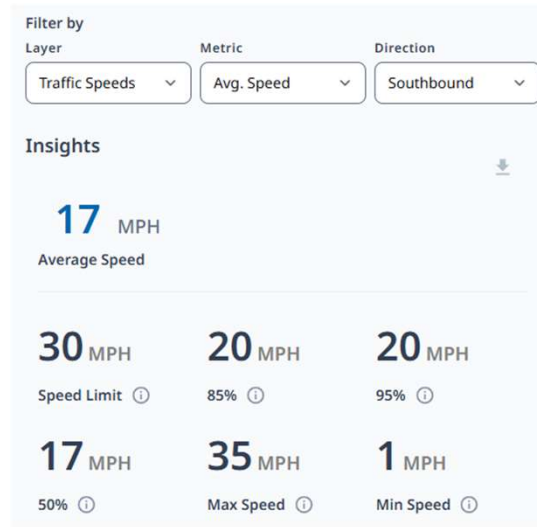 Filter by
Layer Metric Direction
Traffic Speeds Avg. Speed Southbound
Insights
17 MPH
Average Speed
30 MPH 20 MPH 20 MPH
Speed Limit 85% 95%
17 MPH 35 MPH 1 MPH
50% Max Speed Min Speed